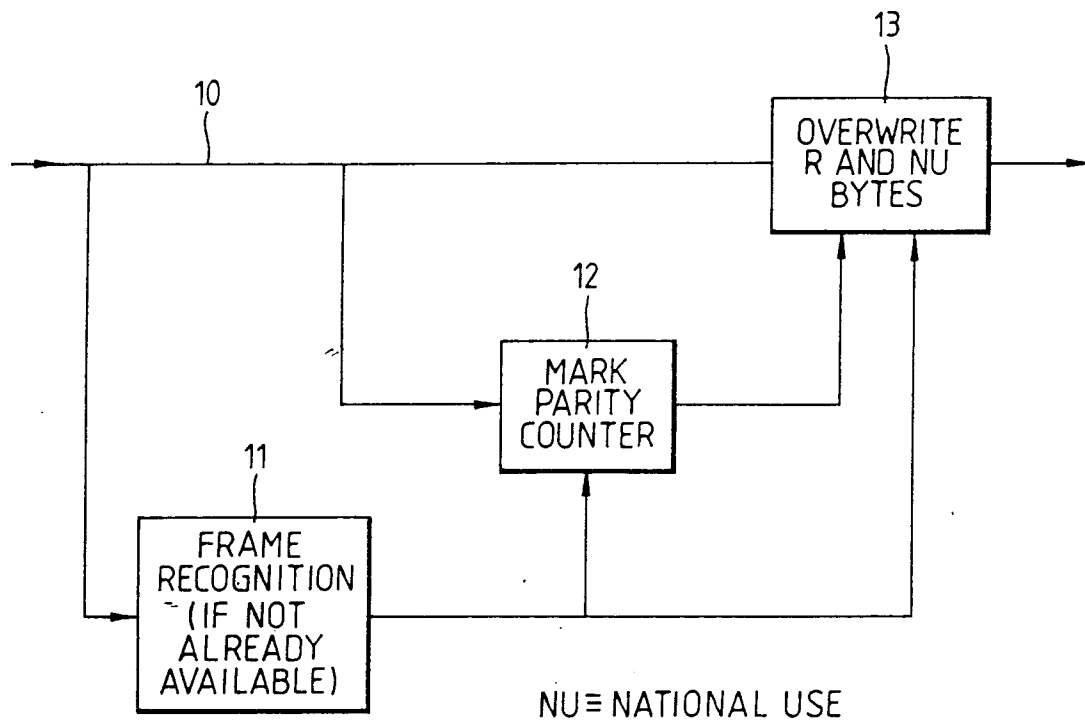 13
10
OVERWRITE
R AND NU
BYTES
12
MARK
PARITY
COUNTER
11
FRAME
RECOGNITION
(IF NOT
ALREADY
AVAILABLE)
NU≡NATIONAL USE